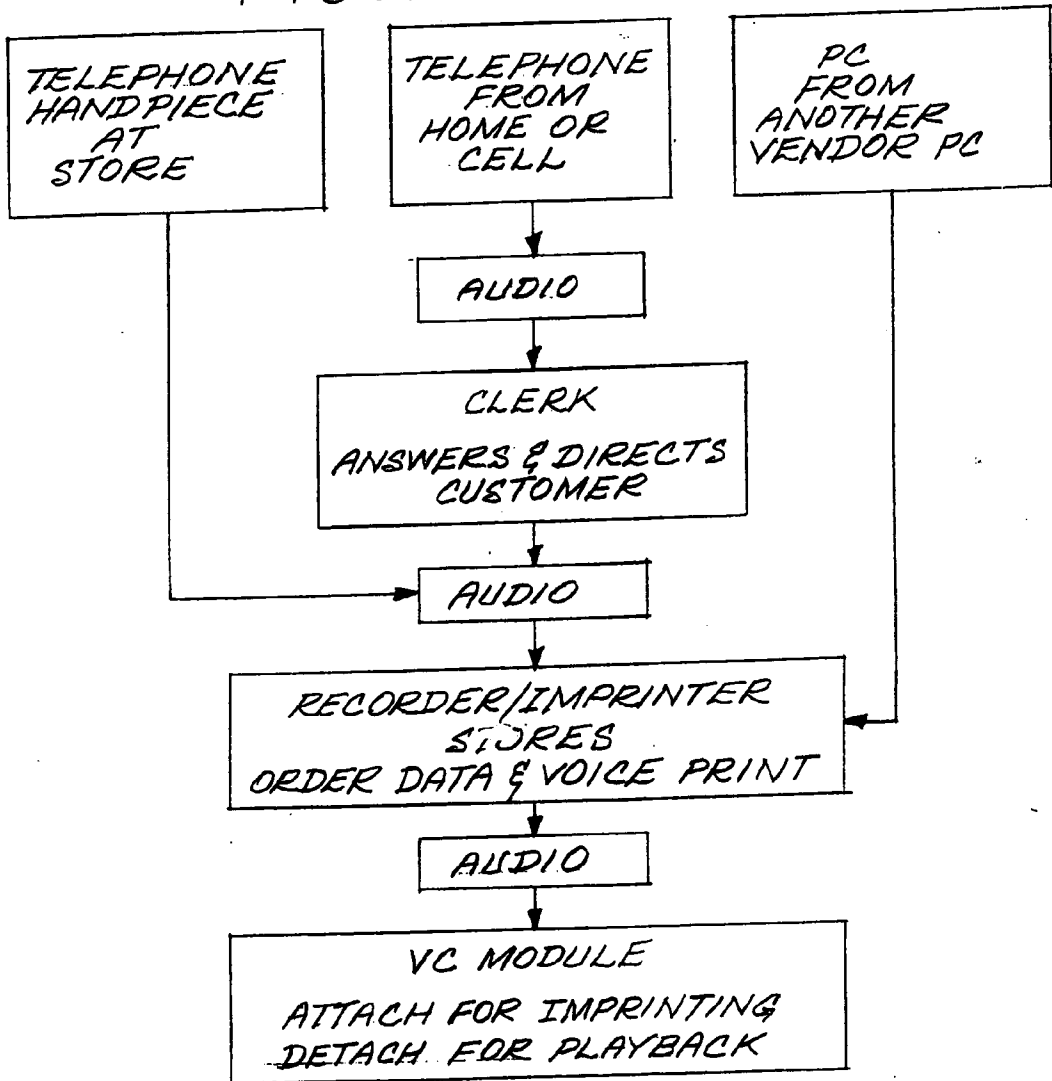 TELEPHONE
HANDPIECE
AT
STORE
TELEPHONE
FROM
HOME OR
CELL
PC
FROM
ANOTHER
VENDOR PC
AUDIO
CLERK
ANSWERS & DIRECTS
CUSTOMER
AUDIO
RECORDER/IMPRINTER
STORES
ORDER DATA & VOICE PRINT
AUDIO
VC MODULE
ATTACH FOR IMPRINTING
DETACH FOR PLAYBACK